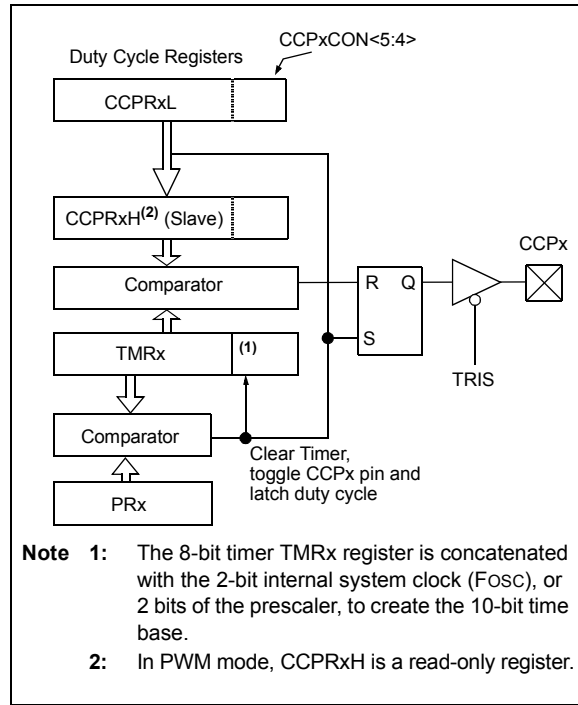 CCPxCON<5:4>
Duty Cycle Registers
CCPRxL
CCPRxH(2) (Slave)
CCPx
Comparator
R Q
S
TMRx (1)
TRIS
Comparator
Clear Timer,
toggle CCPx pin and
latch duty cycle
PRx
Note 1: The 8-bit timer TMRx register is concatenated
with the 2-bit internal system clock (FOSC), or
2 bits of the prescaler, to create the 10-bit time
base.
2: In PWM mode, CCPRxH is a read-only register.